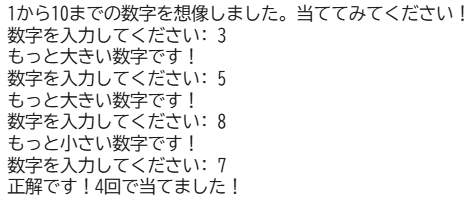 1から10までの数字を想像しました。当ててみてください！
数字を入力してください: 3
もっと大きい数字です！
数字を入力してください: 5
もっと大きい数字です！
数字を入力してください: 8
もっと小さい数字です！
数字を入力してください: 7
正解です！4回で当てました！